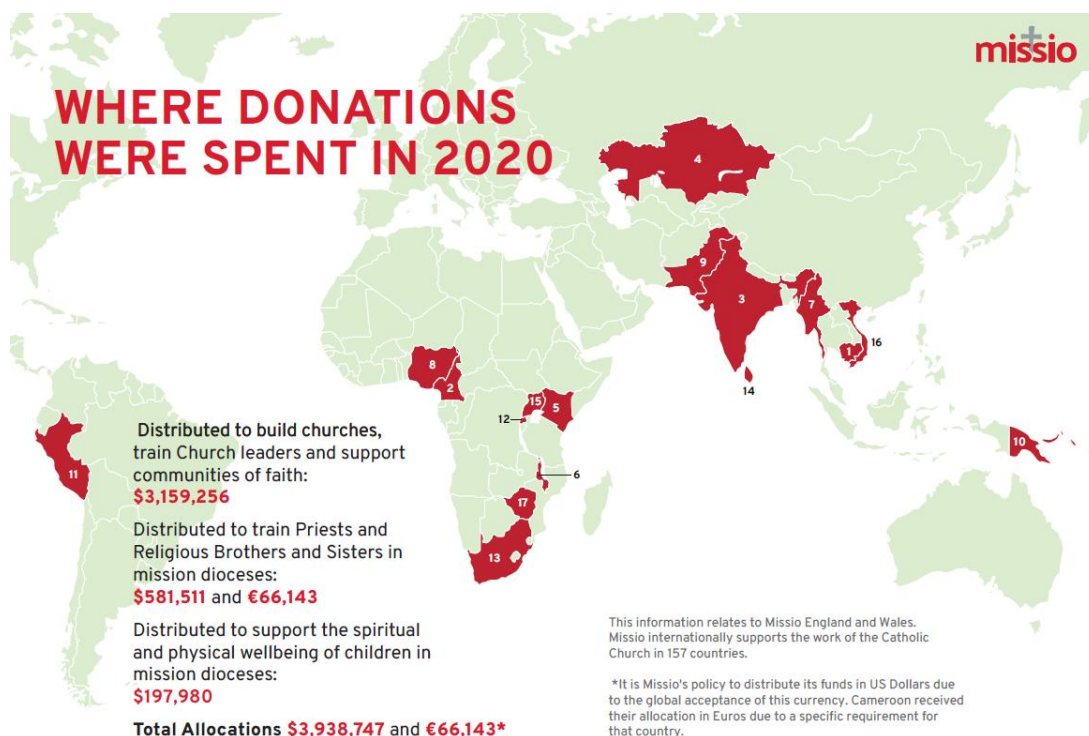 missio
WHERE DONATIONS
WERE SPENT IN 2020
4
9
3
7
16
1
14
8
2
15
5
12
10
6
11
17
13
Distributed to build churches,
train Church leaders and support
communities of faith:
$3,159,256
Distributed to train Priests and
Religious Brothers and Sisters in
mission dioceses:
$581,511 and €66,143
Distributed to support the spiritual
and physical wellbeing of children in
mission dioceses:
$197,980
Total Allocations $3,938,747 and €66,143*
This information relates to Missio England and Wales.
Missio internationally supports the work of the Catholic
Church in 157 countries.
*It is Missio's policy to distribute its funds in US Dollars due
to the global acceptance of this currency. Cameroon received
their allocation in Euros due to a specific requirement for
that country.